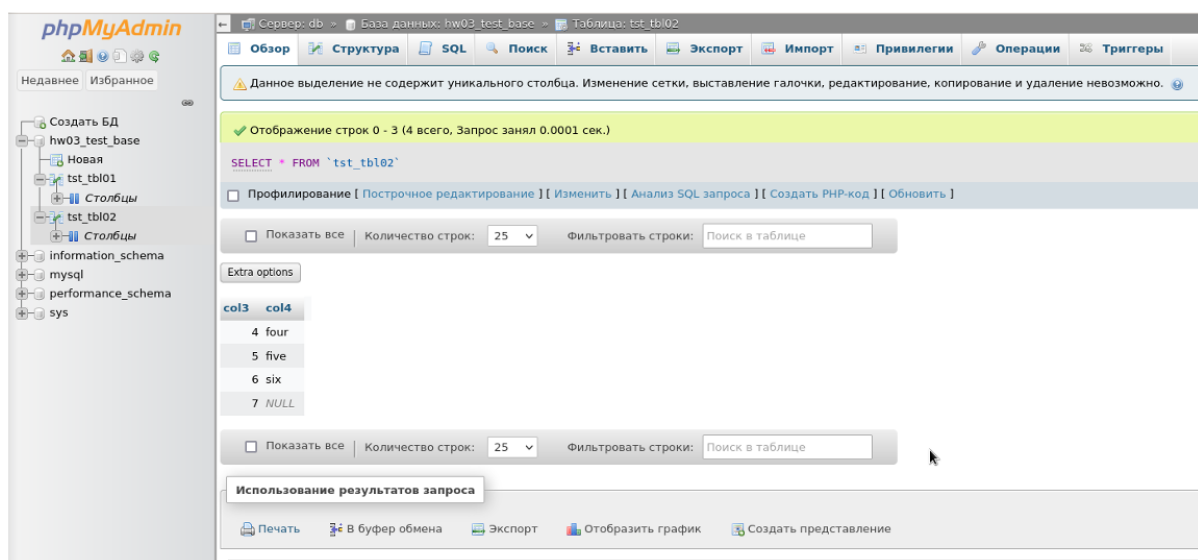 phpMyAdmin
Недавнее Избранное
Создать БД
hw03_test_base
Новая
tst_tbl01
Столбцы
tst_tbl02
Столбцы
information_schema
mysql
performance_schema
sys
Сервер: db » База данных: hw03_test_base » Таблица: tst_tbl02
Обзор Структура SQL Поиск Вставить Экспорт Импорт Привилегии Операции Триггеры
Данное выделение не содержит уникального столбца. Изменение сетки, выставление галочки, редактирование, копирование и удаление невозможно.
Отображение строк 0 - 3 (4 всего, Запрос занял 0.0001 сек.)
SELECT * FROM `tst_tbl02`
Профилирование [ Построчное редактирование ] [ Изменить ] [ Анализ SQL запроса ] [ Создать PHP-код ] [ Обновить ]
Показать все | Количество строк: 25 Фильтровать строки: Поиск в таблице
Extra options
col3 col4
4 four
5 five
6 six
7 NULL
Показать все | Количество строк: 25 Фильтровать строки: Поиск в таблице
Использование результатов запроса
Печать В буфер обмена Экспорт Отобразить график Создать представление